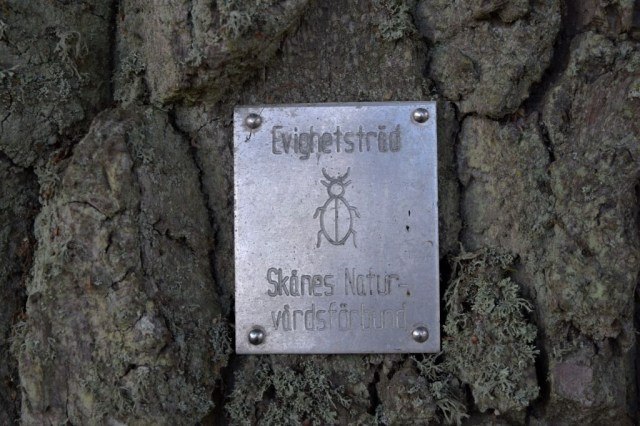 Evighetsträd
Skånes Natur-
vårdsförbund